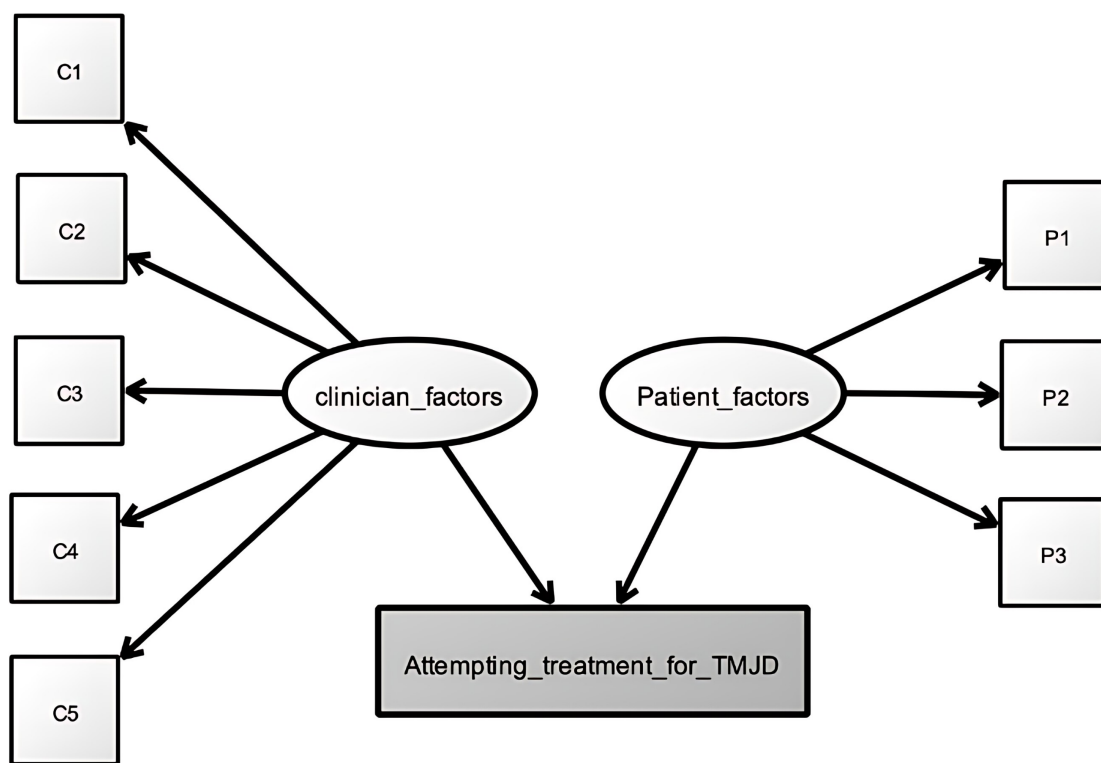 C1
C2
C3
C4
C5
clinician_factors
Patient_factors
P1
P2
P3
Attempting_treatment_for_TMJD